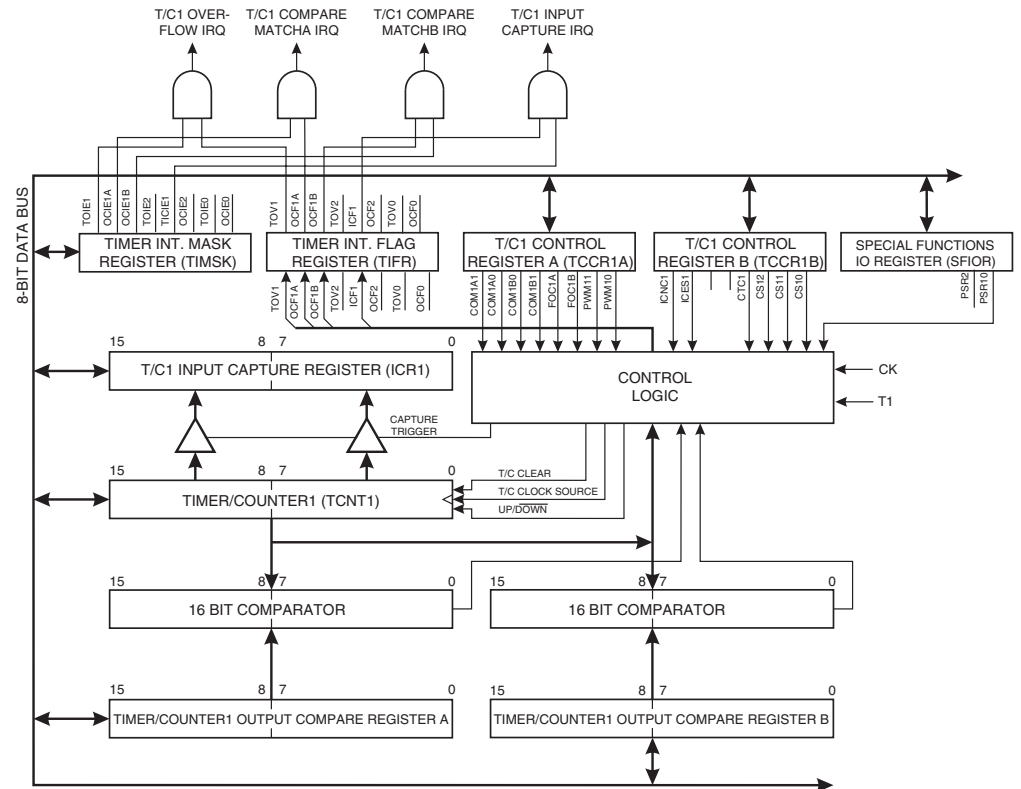 T/C1 OVER-
FLOW IRQ
T/C1 COMPARE
MATCHA IRQ
T/C1 COMPARE
MATCHB IRQ
T/C1 INPUT
CAPTURE IRQ
8-BIT DATA BUS
TOIE1
OCIE1A
OCIE1B
TOIE2
TICIE1
OCIE2
TOIE0
OCIE0
TIMER INT. MASK
REGISTER (TIMSK)
TOV1
OCF1A
OCF1B
TOV2
ICF1
OCF2
TOV0
OCF0
TIMER INT. FLAG
REGISTER (TIFR)
TOV1
OCF1A
OCF1B
TOV2
ICF1
OCF2
TOV0
OCF0
T/C1 CONTROL
REGISTER A (TCCR1A)
COM1A1
COM1A0
COM1B0
COM1B1
FOC1A
FOC1B
PWM11
PWM10
T/C1 CONTROL
REGISTER B (TCCR1B)
ICNC1
ICES1
CTC1
CS12
CS11
CS10
SPECIAL FUNCTIONS
IO REGISTER (SFIOR)
PSR2
PSR10
15 8 7 0
T/C1 INPUT CAPTURE REGISTER (ICR1)
CONTROL
LOGIC
CK
T1
CAPTURE
TRIGGER
15 8 7 0
TIMER/COUNTER1 (TCNT1)
T/C CLEAR
T/C CLOCK SOURCE
UP/DOWN
15 8 7 0
16 BIT COMPARATOR
15 8 7 0
16 BIT COMPARATOR
15 8 7 0
TIMER/COUNTER1 OUTPUT COMPARE REGISTER A
15 8 7 0
TIMER/COUNTER1 OUTPUT COMPARE REGISTER B